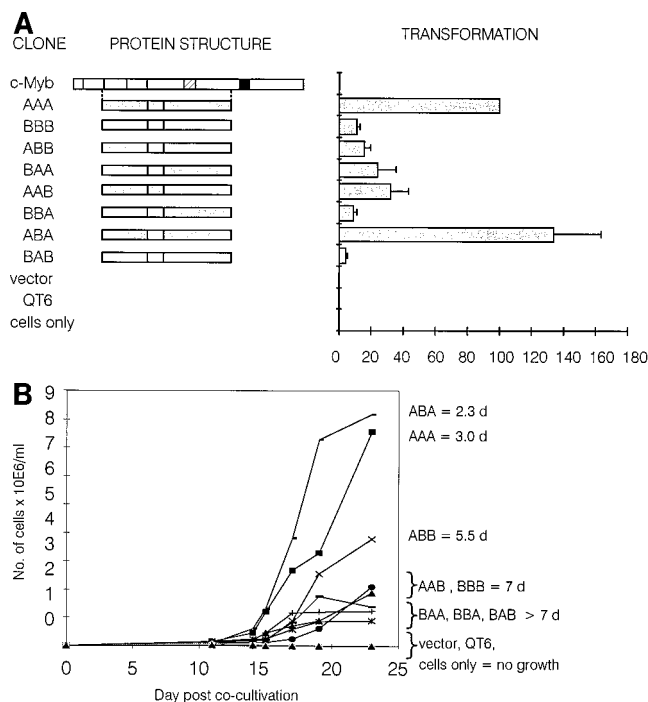 A
CLONE PROTEIN STRUCTURE TRANSFORMATION
c-Myb
AAA
BBB
ABB
BAA
AAB
BBA
ABA
BAB
vector
QT6
cells only
0 20 40 60 80 100 120 140 160 180
B
No. of cells x 10E6/ml
9
8
7
6
5
4
3
2
1
0
0 5 10 15 20 25
Day post co-cultivation
ABA = 2.3 d
AAA = 3.0 d
ABB = 5.5 d
AAB , BBB = 7 d
BAA, BBA, BAB > 7 d
vector, QT6,
cells only = no growth